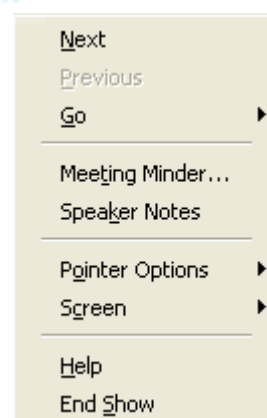 Next
Previous
Go
Meeting Minder...
Speaker Notes
Pointer Options
Screen
Help
End Show